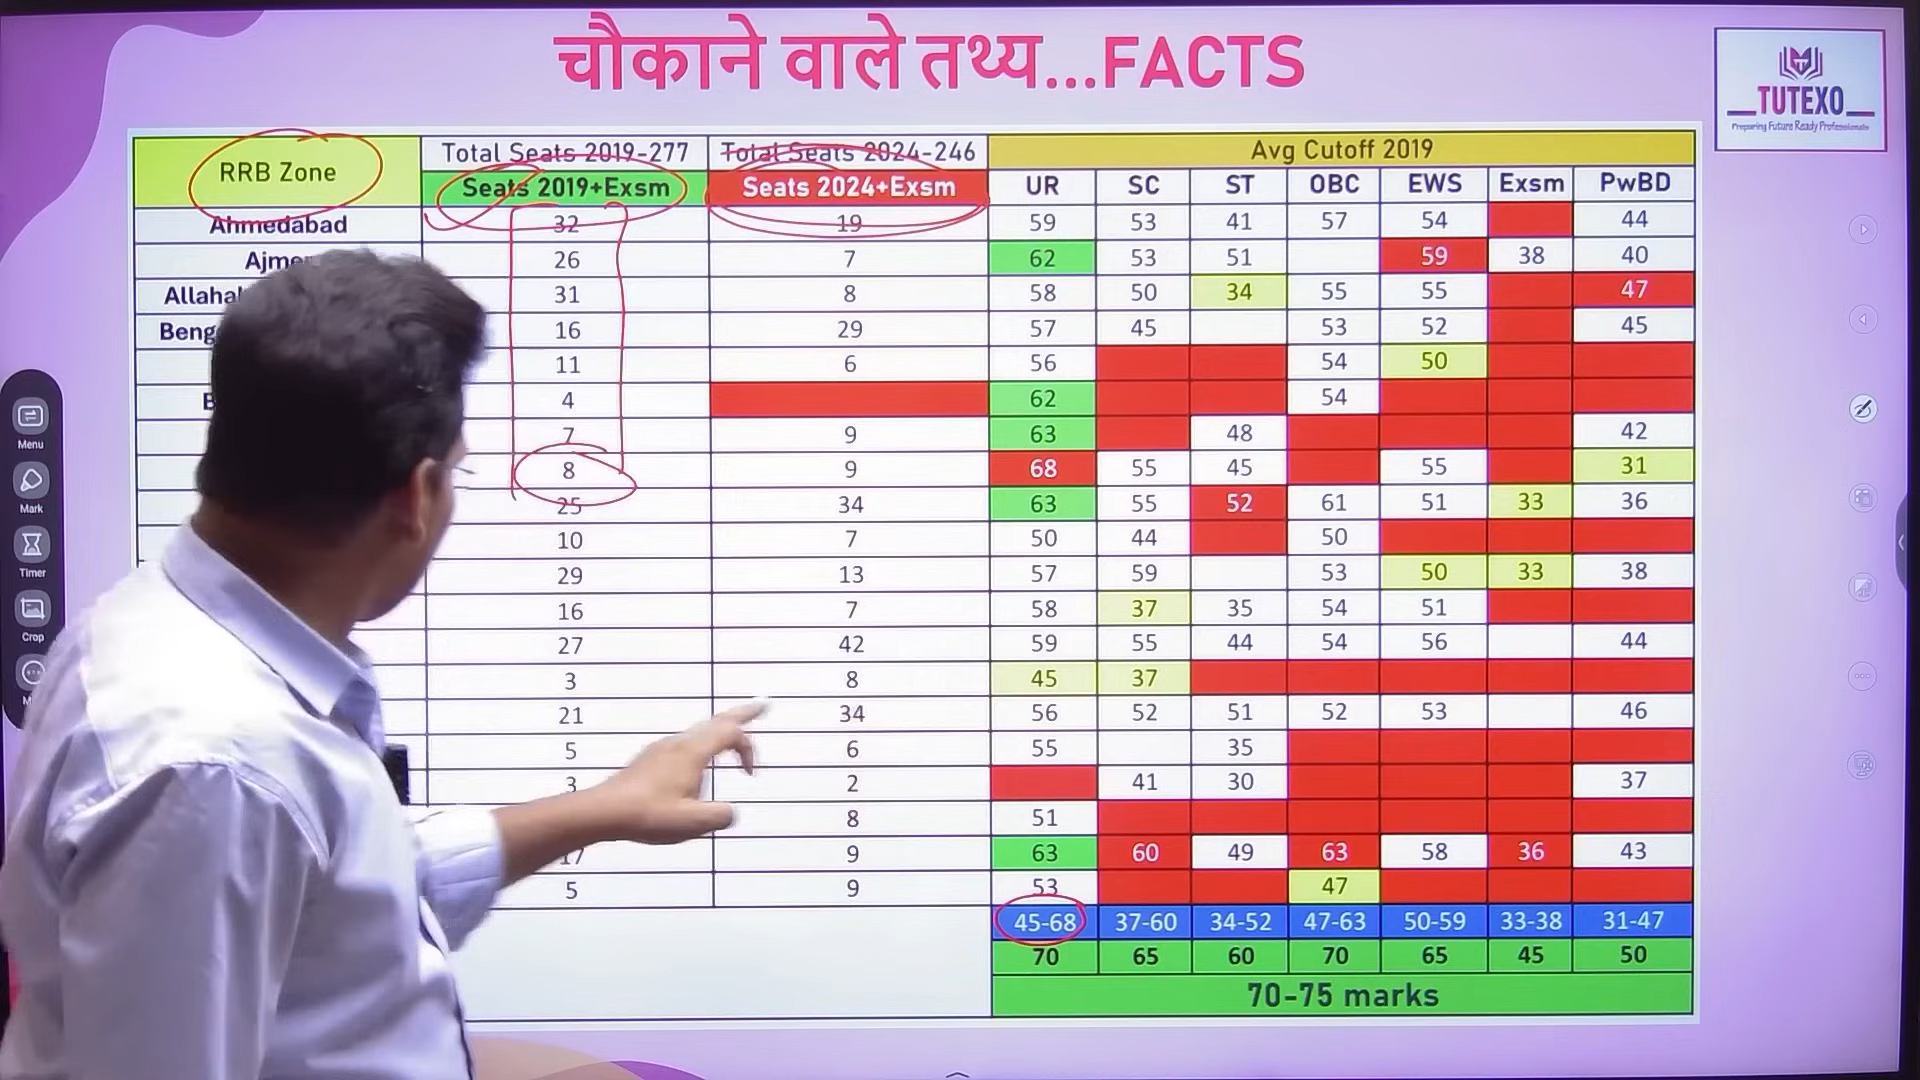 चौकाने वाले तथ्य...FACTS
TUTEXO
Preparing Future Ready Professionals
RRB Zone Total Seats 2019-277 Total Seats 2024-246 Avg Cutoff 2019
Seats 2019+Exsm Seats 2024+Exsm UR SC ST OBC EWS Exsm PwBD
Ahmedabad 32 19 59 53 41 57 54 44
Ajme 26 7 62 53 51 59 38 40
Allaha 31 8 58 50 34 55 55 47
Beng 16 29 57 45 53 52 45
11 6 56 54 50
4 62 54
7 9 63 48 42
8 9 68 55 45 55 31
25 34 63 55 52 61 51 33 36
10 7 50 44 50
29 13 57 59 53 50 33 38
16 7 58 37 35 54 51
27 42 59 55 44 54 56 44
3 8 45 37
21 34 56 52 51 52 53 46
5 6 55 35
3 2 41 30 37
8 51
17 9 63 60 49 63 58 36 43
5 9 53 47
45-68 37-60 34-52 47-63 50-59 33-38 31-47
70 65 60 70 65 45 50
70-75 marks
Menu
Mark
Timer
Crop